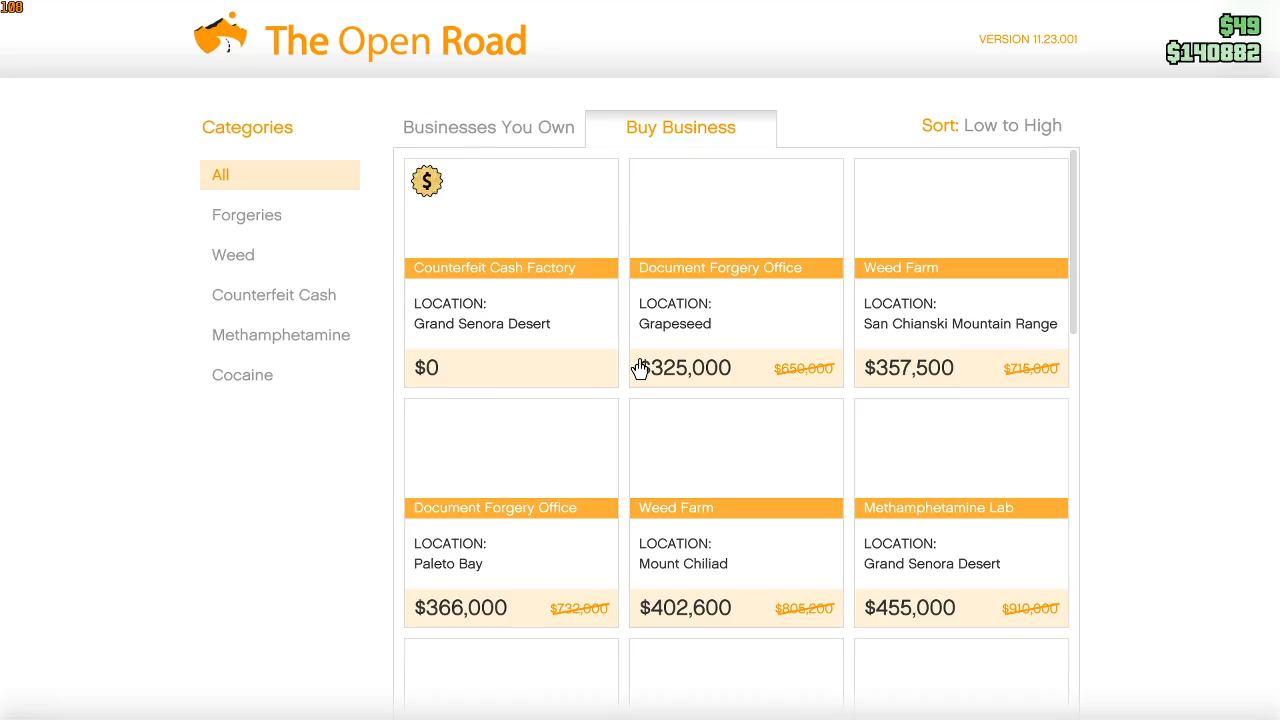 108
The Open Road
VERSION 11.23.001
$49
$140882
Categories
Businesses You Own
Buy Business
Sort: Low to High
All
Forgeries
Weed
Counterfeit Cash
Methamphetamine
Cocaine
$
Counterfeit Cash Factory
LOCATION:
Grand Senora Desert
$0
Document Forgery Office
LOCATION:
Grapeseed
$325,000 650,000
Weed Farm
LOCATION:
San Chianski Mountain Range
$357,500 715,000
Document Forgery Office
LOCATION:
Paleto Bay
$366,000 732,000
Weed Farm
LOCATION:
Mount Chiliad
$402,600 805,200
Methamphetamine Lab
LOCATION:
Grand Senora Desert
$455,000 910,000